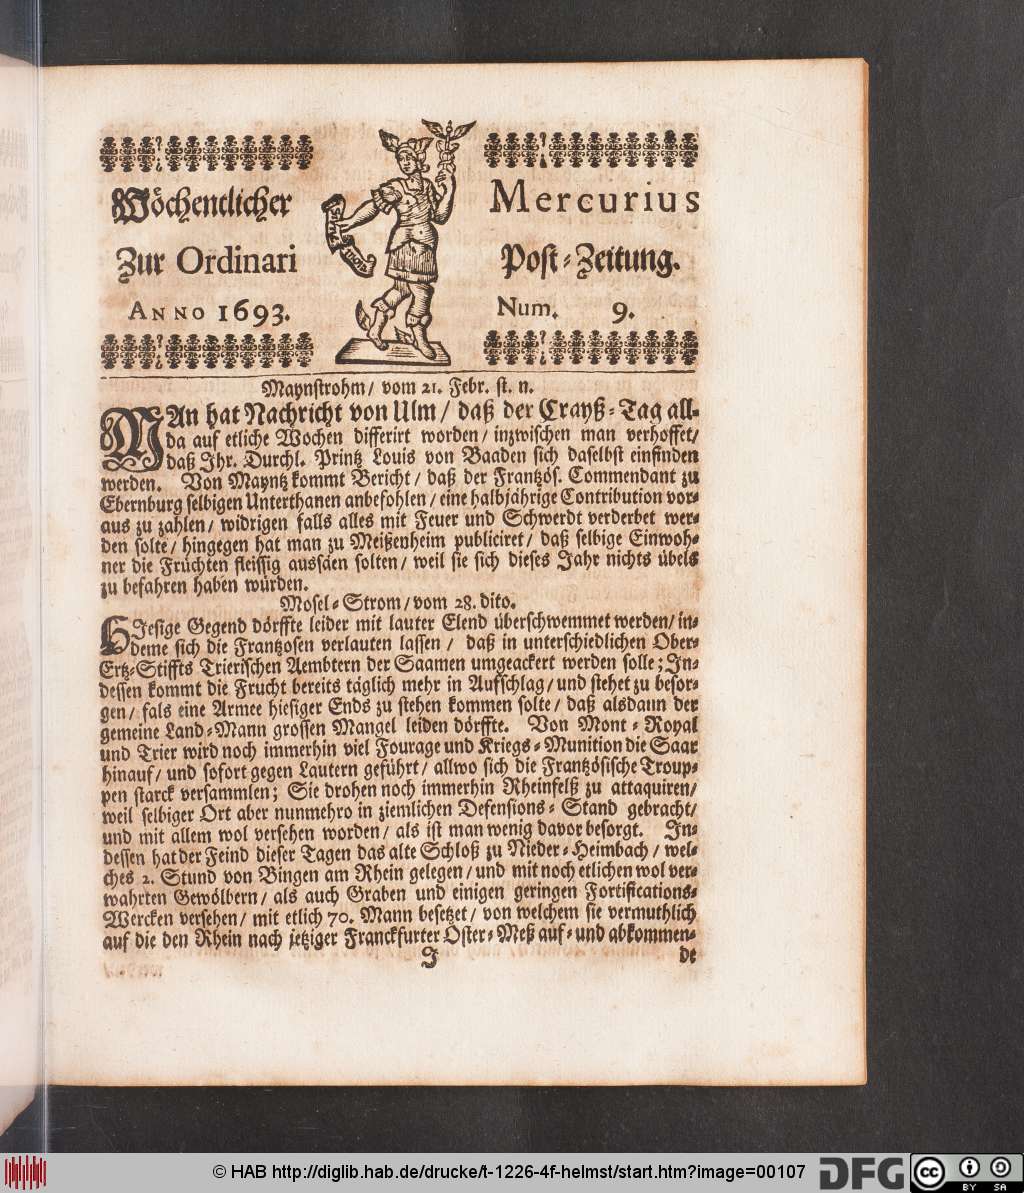 Wöchentlicher Mercurius
Zur Ordinari Post-Zeitung.
ANNO 1693. Num. 9.
Maynstrohm/ vom 21. Febr. st. n.
MAn hat Nachricht von Ulm/ daß der Crayß-Tag all-
da auf etliche Wochen differirt worden/ inzwischen man verhoffet/
daß Ihr. Durchl. Printz Louis von Baaden sich daselbst einfinden
werden. Von Mayntz kommt Bericht/ daß der Frantzös. Commendant zu
Ebernburg selbigen Unterthanen anbefohlen/ eine halbjährige Contribution vor-
aus zu zahlen/ widrigen falls alles mit Feuer und Schwerdt verderbet wer-
den solte/ hingegen hat man zu Meißenheim publiciret/ daß selbige Einwoh-
ner die Früchten fleissig aussäen solten/ weil sie sich dieses Jahr nichts übels
zu befahren haben würden.
Mosel-Strom/ vom 28. dito.
HIesige Gegend dörffte leider mit lauter Elend überschwemmet werden/ in-
deme sich die Frantzosen verlauten lassen/ daß in unterschiedlichen Ober-
Ertz-Stiffts Trierischen Aembtern der Saamen umgeackert werden solle; In-
dessen kommt die Frucht bereits täglich mehr in Aufschlag/ und stehet zu besor-
gen/ fals eine Armee hiesiger Ends zu stehen kommen solte/ daß alsdann der
gemeine Land-Mann grossen Mangel leiden dörffte. Von Mont-Royal
und Trier wird noch immerhin viel Fourage und Kriegs-Munition die Saar
hinauf/ und sofort gegen Lautern geführt/ allwo sich die Frantzösische Troup-
pen starck versammlen; Sie drohen noch immerhin Rheinfelß zu attaquiren/
weil selbiger Ort aber nunmehro in ziemlichen Defensions-Stand gebracht/
und mit allem wol versehen worden/ als ist man wenig davor besorgt. In-
dessen hat der Feind dieser Tagen das alte Schloß zu Nieder-Heimbach/ wel-
ches 2. Stund von Bingen am Rhein gelegen/ und mit noch etlichen wol ver-
wahrten Gewölbern/ als auch Graben und einigen geringen Fortifications-
Wercken versehen/ mit etlich 70. Mann besetzet/ von welchem sie vermuthlich
auf die den Rhein nach jetziger Franckfurter Oster-Meß auf-und abkommen-
J de
© HAB http://diglib.hab.de/drucke/t-1226-4f-helmst/start.htm?image=00107
DFG
cc BY SA